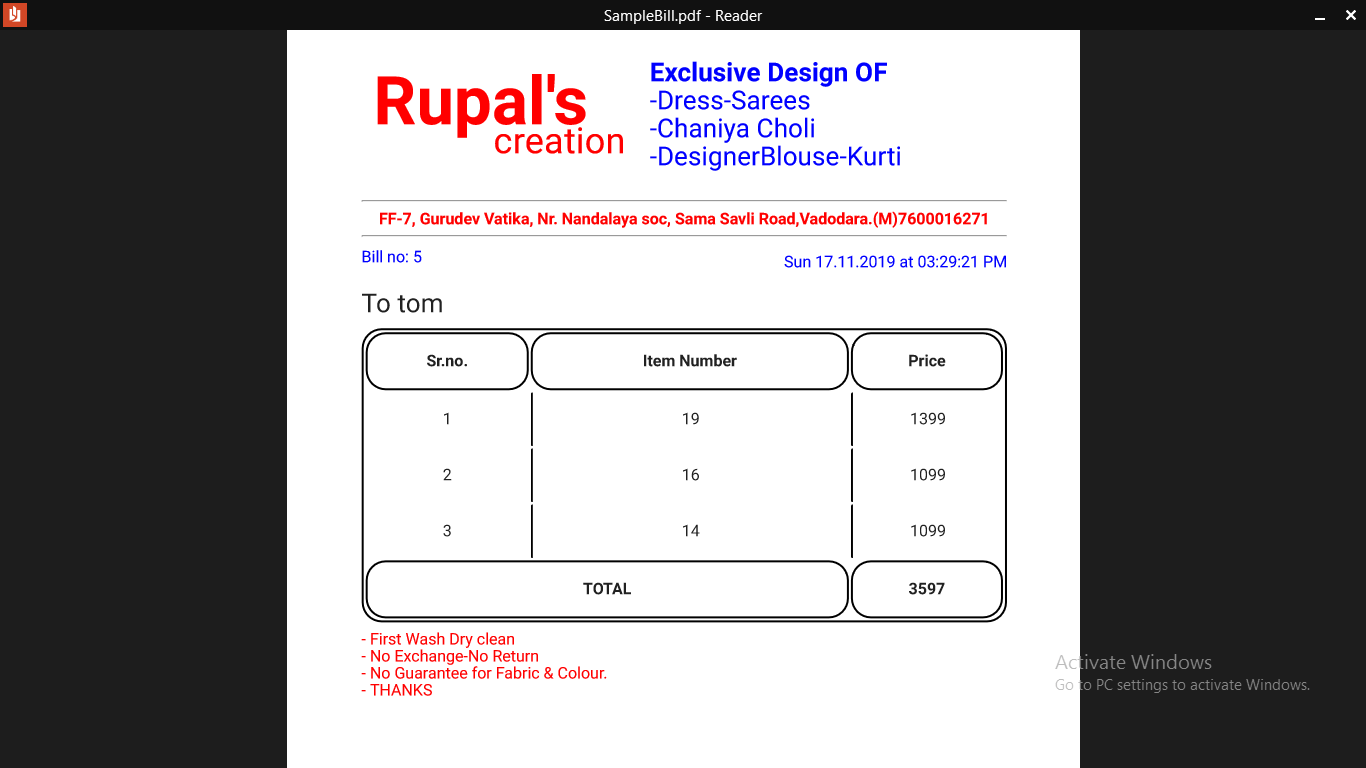 SampleBill.pdf - Reader
Rupal's
creation
Exclusive Design OF
-Dress-Sarees
-Chaniya Choli
-DesignerBlouse-Kurti
FF-7, Gurudev Vatika, Nr. Nandalaya soc, Sama Savli Road,Vadodara.(M)7600016271
Bill no: 5
Sun 17.11.2019 at 03:29:21 PM
To tom
Sr.no. Item Number Price
1 19 1399
2 16 1099
3 14 1099
TOTAL 3597
- First Wash Dry clean
- No Exchange-No Return
- No Guarantee for Fabric & Colour.
- THANKS
Activate Windows
Go to PC settings to activate Windows.